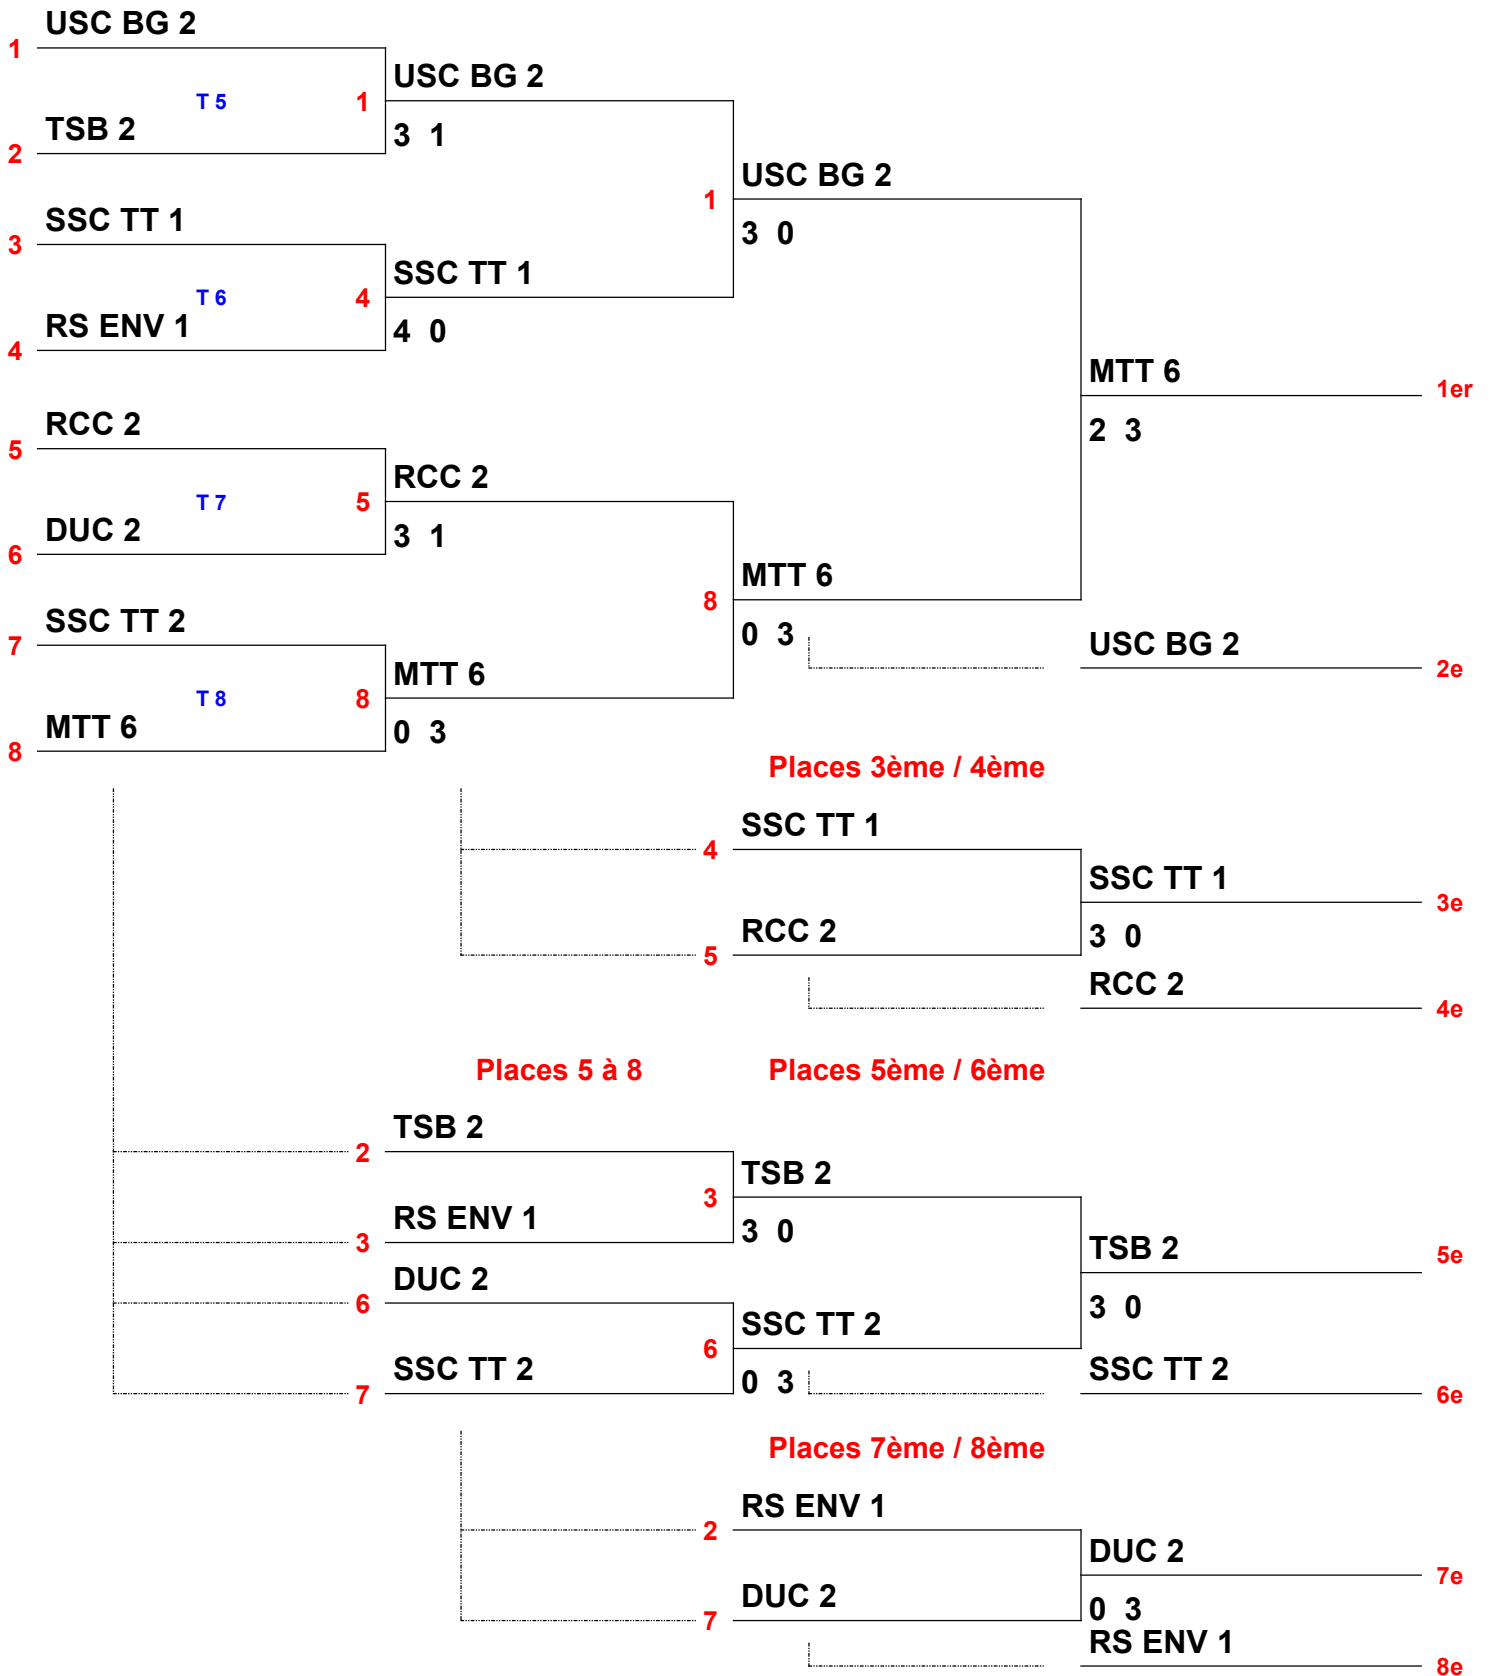 USC BG 2
1
USC BG 2
T 5
1
TSB 2
3 1
2
USC BG 2
1
SSC TT 1
3 0
3
SSC TT 1
T 6
4
RS ENV 1
4 0
4
MTT 6
1er
RCC 2
2 3
5
RCC 2
T 7
5
DUC 2
3 1
6
MTT 6
8
SSC TT 2
0 3
7
USC BG 2
2e
MTT 6
T 8
8
MTT 6
0 3
8
Places 3ème / 4ème
SSC TT 1
4
SSC TT 1
3e
RCC 2
3 0
5
RCC 2
4e
Places 5 à 8
Places 5ème / 6ème
TSB 2
2
TSB 2
3
RS ENV 1
3 0
3
TSB 2
5e
DUC 2
6
3 0
SSC TT 2
6
SSC TT 2
0 3
7
SSC TT 2
6e
Places 7ème / 8ème
RS ENV 1
2
DUC 2
7e
DUC 2
0 3
7
RS ENV 1
8e